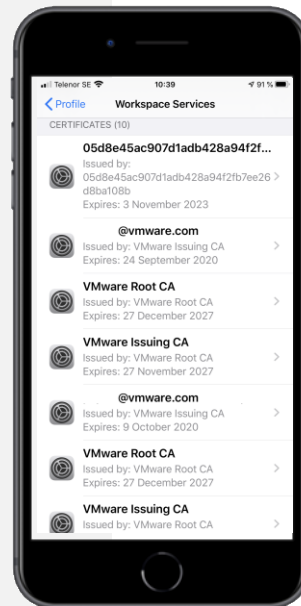 Telenor SE 10:39 91 %
Profile Workspace Services
CERTIFICATES (10)
05d8e45ac907d1adb428a94f2f...
Issued by:
05d8e45ac907d1adb428a94f2fb7ee26
d8ba108b
Expires: 3 November 2023
@vmware.com
Issued by: VMware Issuing CA
Expires: 24 September 2020
VMware Root CA
Issued by: VMware Root CA
Expires: 27 December 2027
VMware Issuing CA
Issued by: VMware Root CA
Expires: 27 November 2027
@vmware.com
Issued by: VMware Issuing CA
Expires: 9 October 2020
VMware Root CA
Issued by: VMware Root CA
Expires: 27 December 2027
VMware Issuing CA
Issued by: VMware Root CA